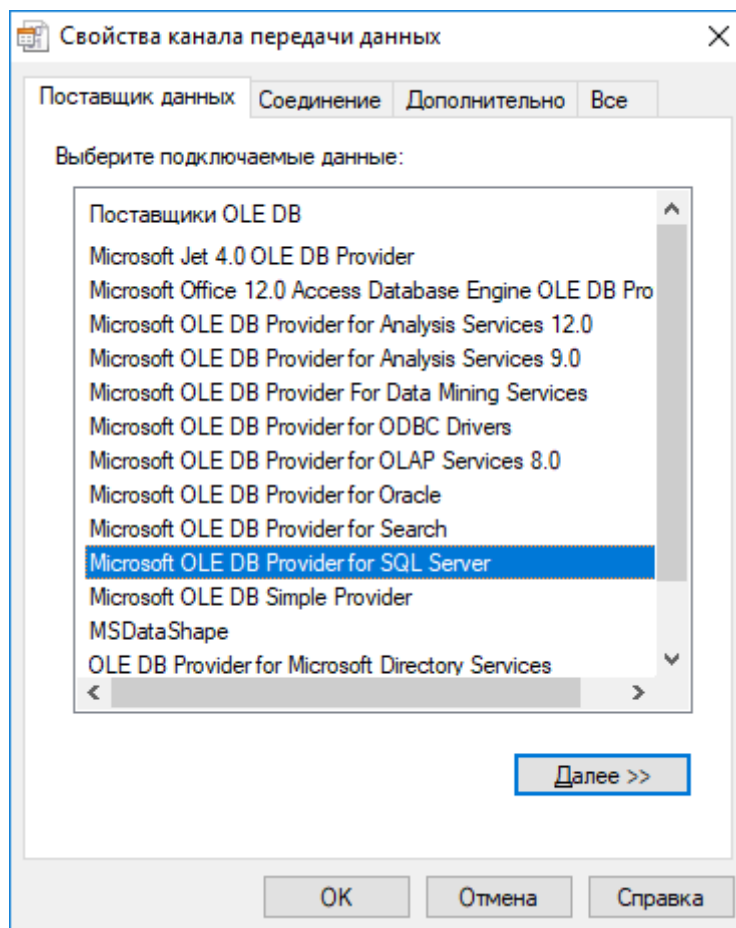 Свойства канала передачи данных
Поставщик данных Соединение Дополнительно Все
Выберите подключаемые данные:
Поставщики OLE DB
Microsoft Jet 4.0 OLE DB Provider
Microsoft Office 12.0 Access Database Engine OLE DB Pro
Microsoft OLE DB Provider for Analysis Services 12.0
Microsoft OLE DB Provider for Analysis Services 9.0
Microsoft OLE DB Provider For Data Mining Services
Microsoft OLE DB Provider for ODBC Drivers
Microsoft OLE DB Provider for OLAP Services 8.0
Microsoft OLE DB Provider for Oracle
Microsoft OLE DB Provider for Search
Microsoft OLE DB Provider for SQL Server
Microsoft OLE DB Simple Provider
MSDataShape
OLE DB Provider for Microsoft Directory Services
Далее >>
OK Отмена Справка